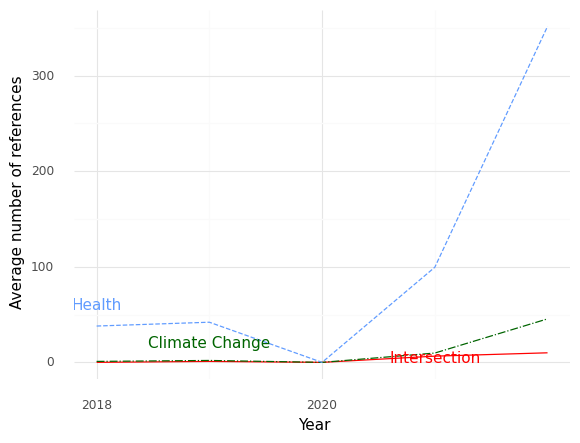 Average number of references
300
200
100
0
Health
Climate Change
Intersection
2018
2020
Year